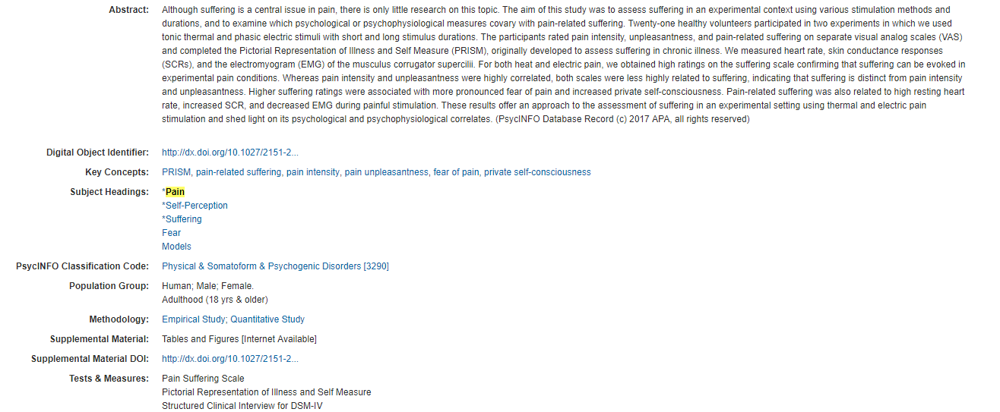 Abstract: Although suffering is a central issue in pain, there is only little research on this topic. The aim of this study was to assess suffering in an experimental context using various stimulation methods and
durations, and to examine which psychological or psychophysiological measures covary with pain-related suffering. Twenty-one healthy volunteers participated in two experiments in which we used
tonic thermal and phasic electric stimuli with short and long stimulus durations. The participants rated pain intensity, unpleasantness, and pain-related suffering on separate visual analog scales (VAS)
and completed the Pictorial Representation of Illness and Self Measure (PRISM), originally developed to assess suffering in chronic illness. We measured heart rate, skin conductance responses
(SCRs), and the electromyogram (EMG) of the musculus corrugator supercilii. For both heat and electric pain, we obtained high ratings on the suffering scale confirming that suffering can be evoked in
experimental pain conditions. Whereas pain intensity and unpleasantness were highly correlated, both scales were less highly related to suffering, indicating that suffering is distinct from pain intensity
and unpleasantness. Higher suffering ratings were associated with more pronounced fear of pain and increased private self-consciousness. Pain-related suffering was also related to high resting heart
rate, increased SCR, and decreased EMG during painful stimulation. These results offer an approach to the assessment of suffering in an experimental setting using thermal and electric pain
stimulation and shed light on its psychological and psychophysiological correlates. (PsycINFO Database Record (c) 2017 APA, all rights reserved)
Digital Object Identifier: http://dx.doi.org/10.1027/2151-2...
Key Concepts: PRISM, pain-related suffering, pain intensity, pain unpleasantness, fear of pain, private self-consciousness
Subject Headings: *Pain
*Self-Perception
*Suffering
Fear
Models
PsycINFO Classification Code: Physical & Somatoform & Psychogenic Disorders [3290]
Population Group: Human; Male; Female.
Adulthood (18 yrs & older)
Methodology: Empirical Study; Quantitative Study
Supplemental Material: Tables and Figures [Internet Available]
Supplemental Material DOI: http://dx.doi.org/10.1027/2151-2...
Tests & Measures: Pain Suffering Scale
Pictorial Representation of Illness and Self Measure
Structured Clinical Interview for DSM-IV